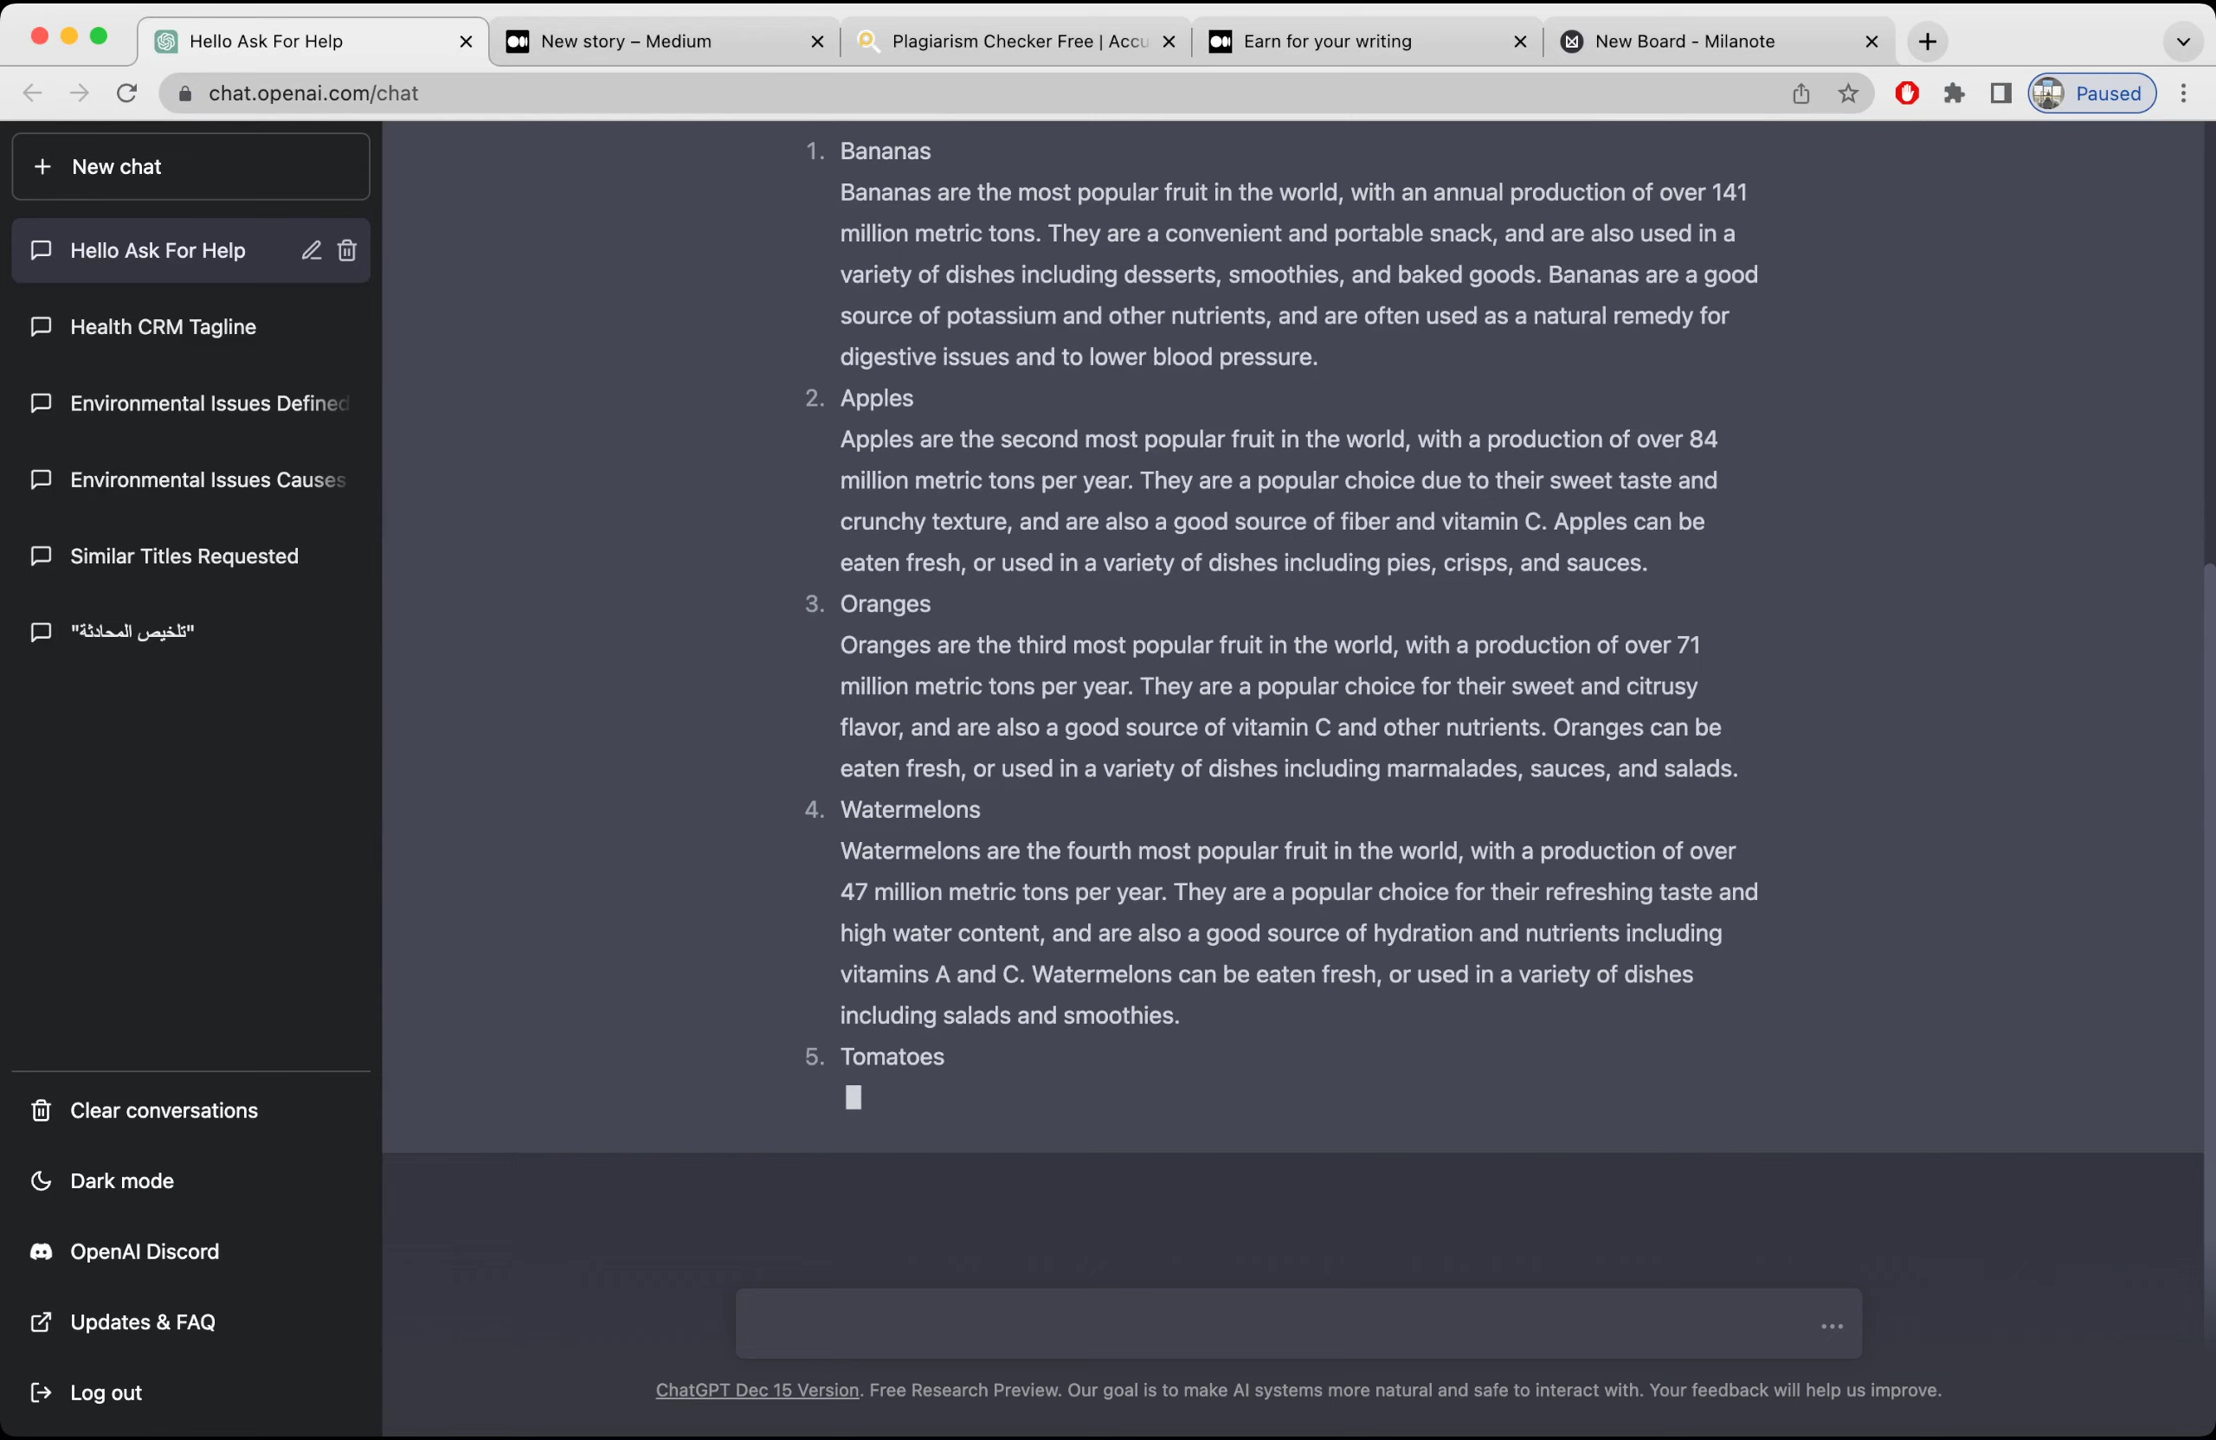 Hello Ask For Help
New story – Medium
Plagiarism Checker Free | Accu
Earn for your writing
New Board - Milanote
chat.openai.com/chat
Paused
New chat
Hello Ask For Help
Health CRM Tagline
Environmental Issues Defined
Environmental Issues Causes
Similar Titles Requested
"تلخيص المحادثة"
Clear conversations
Dark mode
OpenAI Discord
Updates & FAQ
Log out
1. Bananas
Bananas are the most popular fruit in the world, with an annual production of over 141
million metric tons. They are a convenient and portable snack, and are also used in a
variety of dishes including desserts, smoothies, and baked goods. Bananas are a good
source of potassium and other nutrients, and are often used as a natural remedy for
digestive issues and to lower blood pressure.
2. Apples
Apples are the second most popular fruit in the world, with a production of over 84
million metric tons per year. They are a popular choice due to their sweet taste and
crunchy texture, and are also a good source of fiber and vitamin C. Apples can be
eaten fresh, or used in a variety of dishes including pies, crisps, and sauces.
3. Oranges
Oranges are the third most popular fruit in the world, with a production of over 71
million metric tons per year. They are a popular choice for their sweet and citrusy
flavor, and are also a good source of vitamin C and other nutrients. Oranges can be
eaten fresh, or used in a variety of dishes including marmalades, sauces, and salads.
4. Watermelons
Watermelons are the fourth most popular fruit in the world, with a production of over
47 million metric tons per year. They are a popular choice for their refreshing taste and
high water content, and are also a good source of hydration and nutrients including
vitamins A and C. Watermelons can be eaten fresh, or used in a variety of dishes
including salads and smoothies.
5. Tomatoes
ChatGPT Dec 15 Version. Free Research Preview. Our goal is to make AI systems more natural and safe to interact with. Your feedback will help us improve.